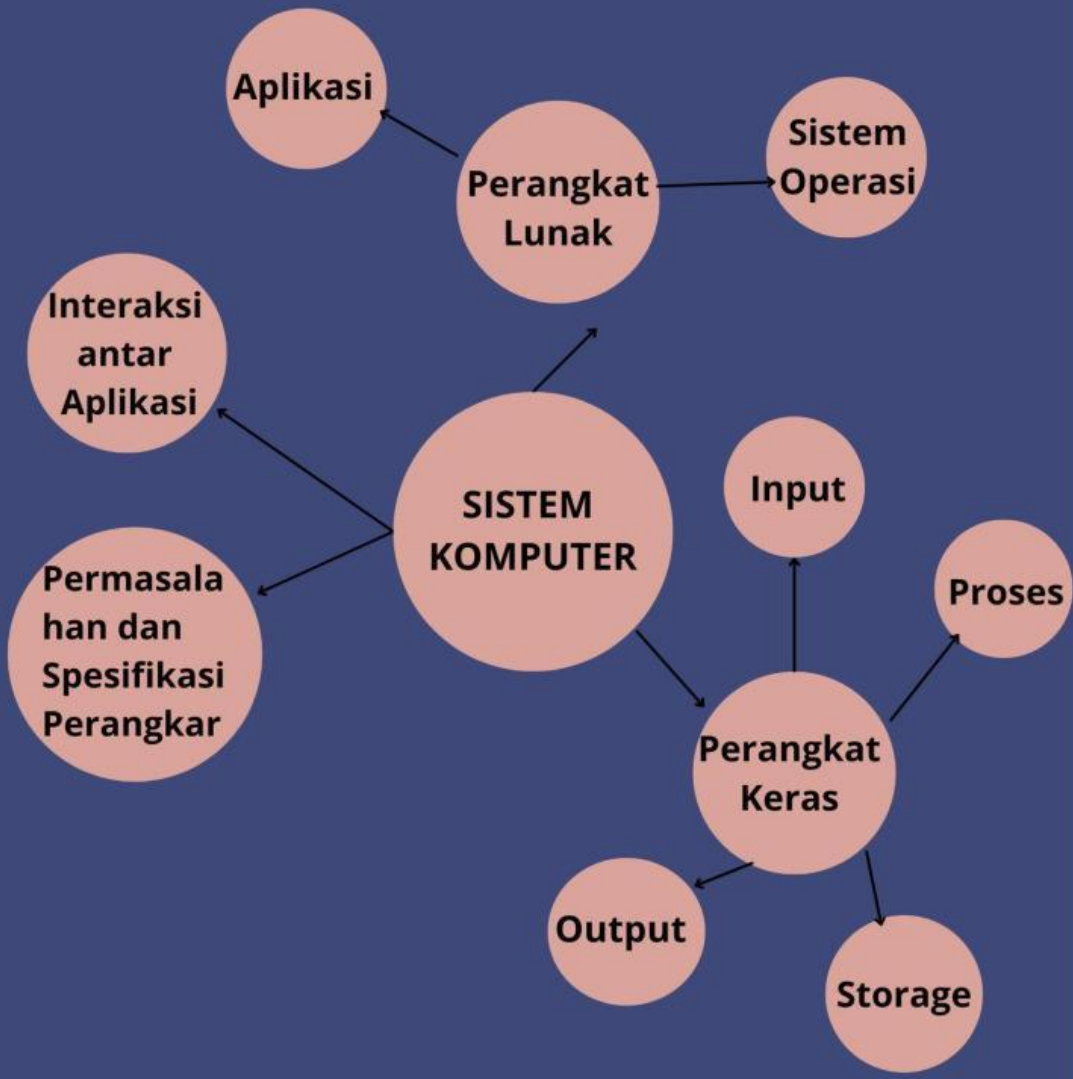 Aplikasi
Perangkat
Lunak
Sistem
Operasi
Interaksi
antar
Aplikasi
SISTEM
KOMPUTER
Input
Proses
Permasala
han dan
Spesifikasi
Perangkar
Perangkat
Keras
Output
Storage